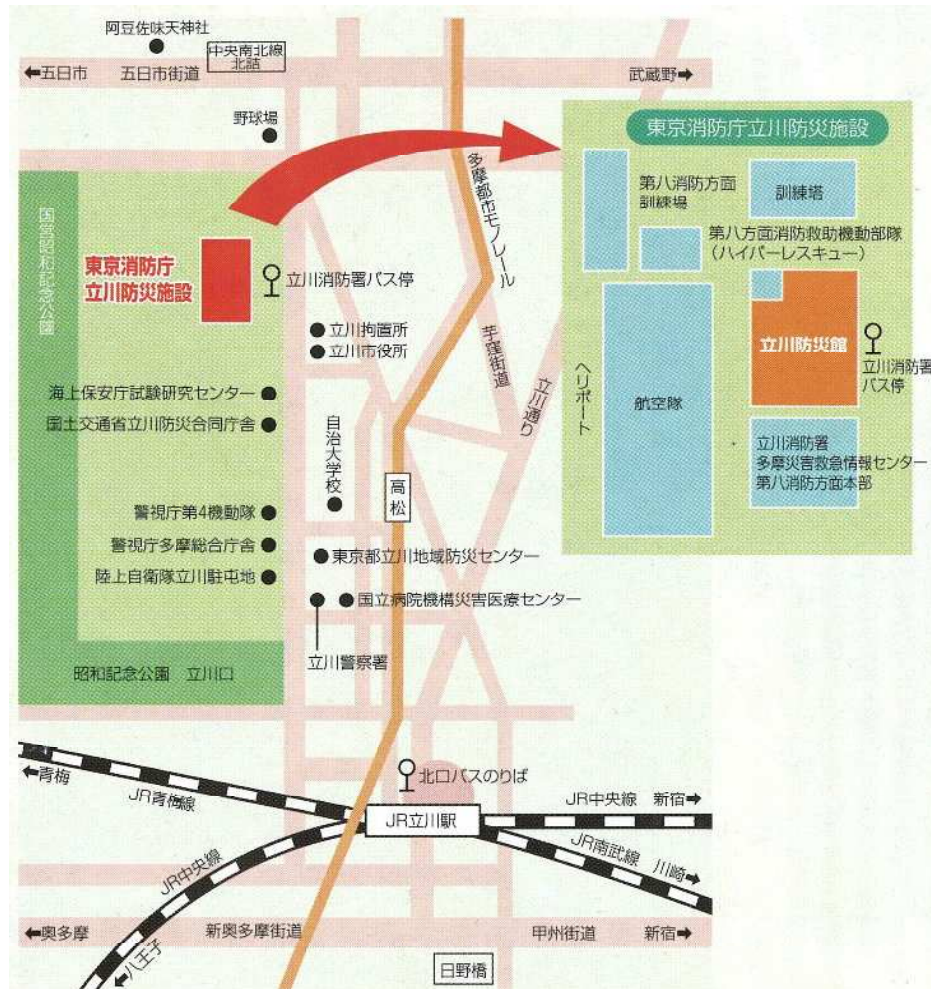 阿豆佐味天神社
中央南北線
北詰
←五日市
五日市街道
武蔵野→
野球場
東京消防庁立川防災施設
多摩都市モノレール
第八消防方面
訓練場
訓練塔
第八方面消防救助機動部隊
(ハイパーレスキュー)
国営昭和記念公園
東京消防庁
立川防災施設
立川消防署バス停
立川拘置所
立川市役所
芋窪街道
立川通り
ヘリポート
航空隊
立川防災館
立川消防署
バス停
海上保安庁試験研究センター
国土交通省立川防災合同庁舎
自治大学校
高松
立川消防署
多摩災害救急情報センター
第八消防方面本部
警視庁第4機動隊
警視庁多摩総合庁舎
東京都立川地域防災センター
陸上自衛隊立川駐屯地
国立病院機構災害医療センター
立川警察署
昭和記念公園 立川口
北口バスのりば
←青梅
JR青梅線
JR立川駅
JR中央線 新宿→
JR南武線 川崎→
JR中央線
←奥多摩
新奥多摩街道
甲州街道
新宿→
←八王子
日野橋